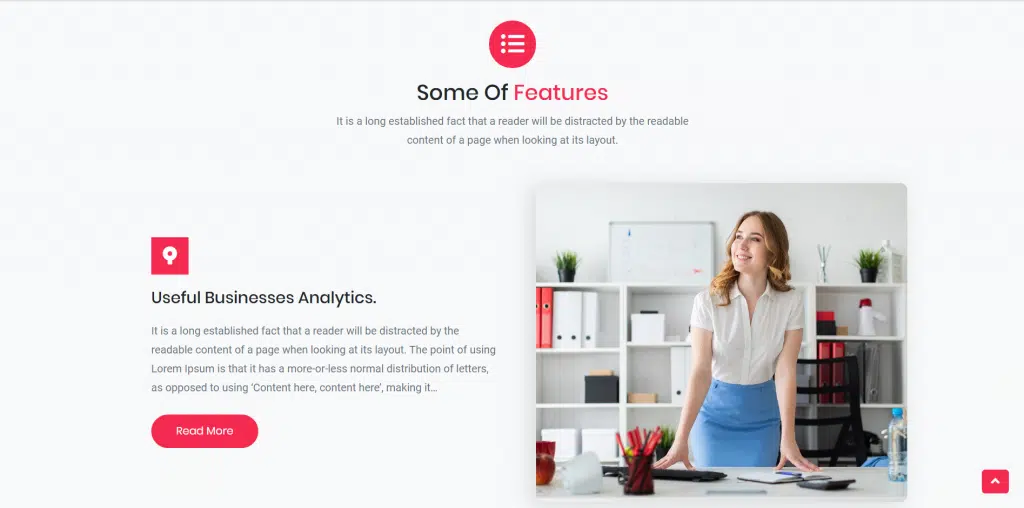 Some Of Features
It is a long established fact that a reader will be distracted by the readable
content of a page when looking at its layout.
Useful Businesses Analytics.
It is a long established fact that a reader will be distracted by the
readable content of a page when looking at its layout. The point of using
Lorem Ipsum is that it has a more-or-less normal distribution of letters,
as opposed to using ‘Content here, content here’, making it…
Read More